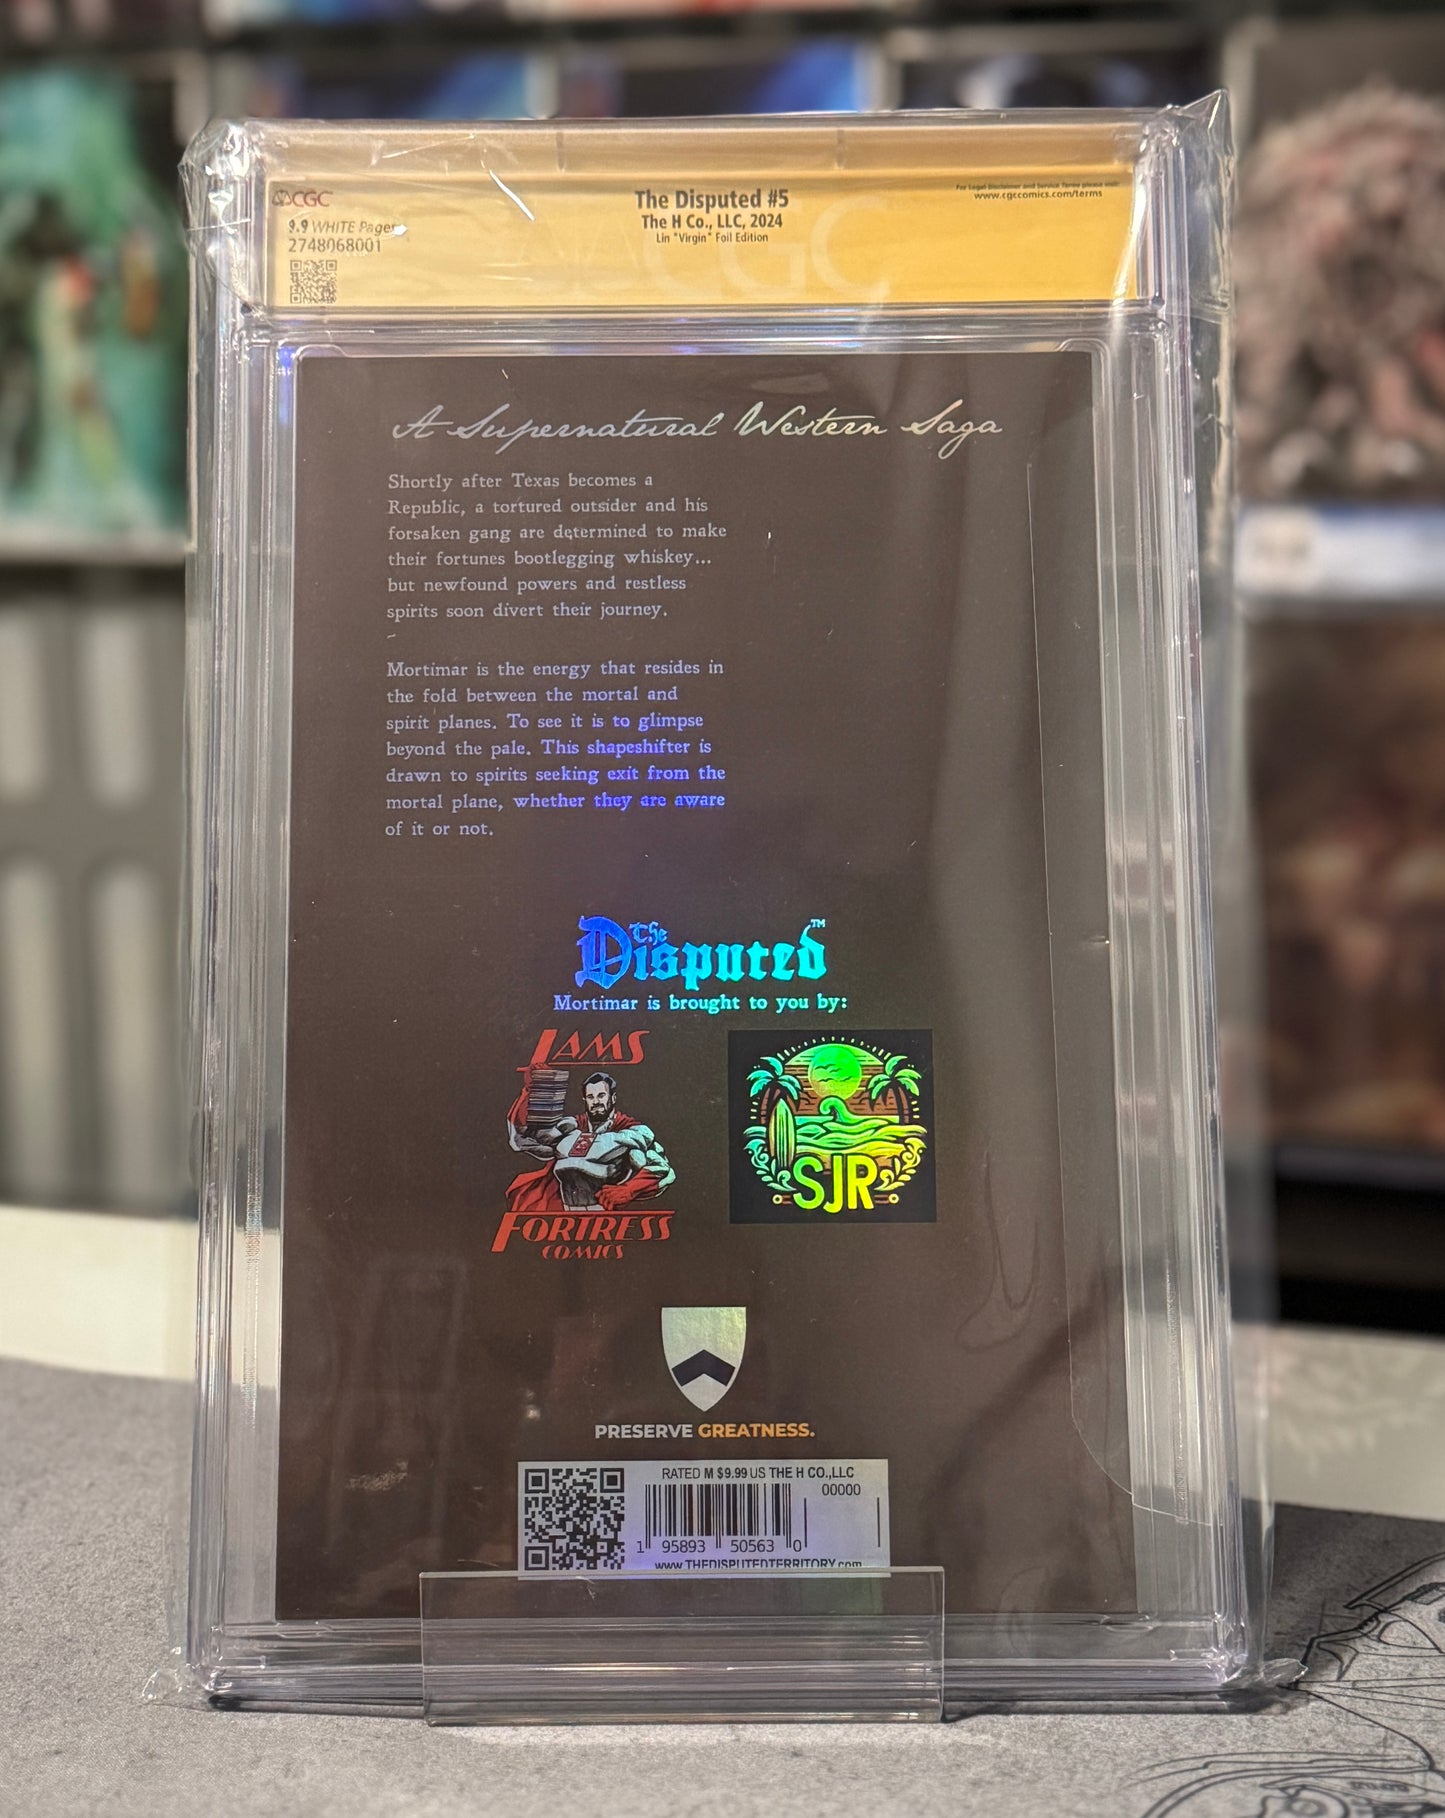 CGC
9.9 WHITE Pages
2748068001
The Disputed #5
The H Co., LLC, 2024
Lin "Virgin" Foil Edition
For Legal Disclaimer and Service Terms please visit:
www.cgccomics.com/terms
CGC
A Supernatural Western Saga
Shortly after Texas becomes a
Republic, a tortured outsider and his
forsaken gang are determined to make
their fortunes bootlegging whiskey...
but newfound powers and restless
spirits soon divert their journey.
~
Mortimar is the energy that resides in
the fold between the mortal and
spirit planes. To see it is to glimpse
beyond the pale. This shapeshifter is
drawn to spirits seeking exit from the
mortal plane, whether they are aware
of it or not.
The Disputed™
Mortimar is brought to you by:
IAMS
FORTRESS
COMICS
SJR
PRESERVE GREATNESS.
RATED M $9.99 US THE H CO.,LLC
00000
1 95893 50563 0
www.THEDISPUTEDTERRITORY.com